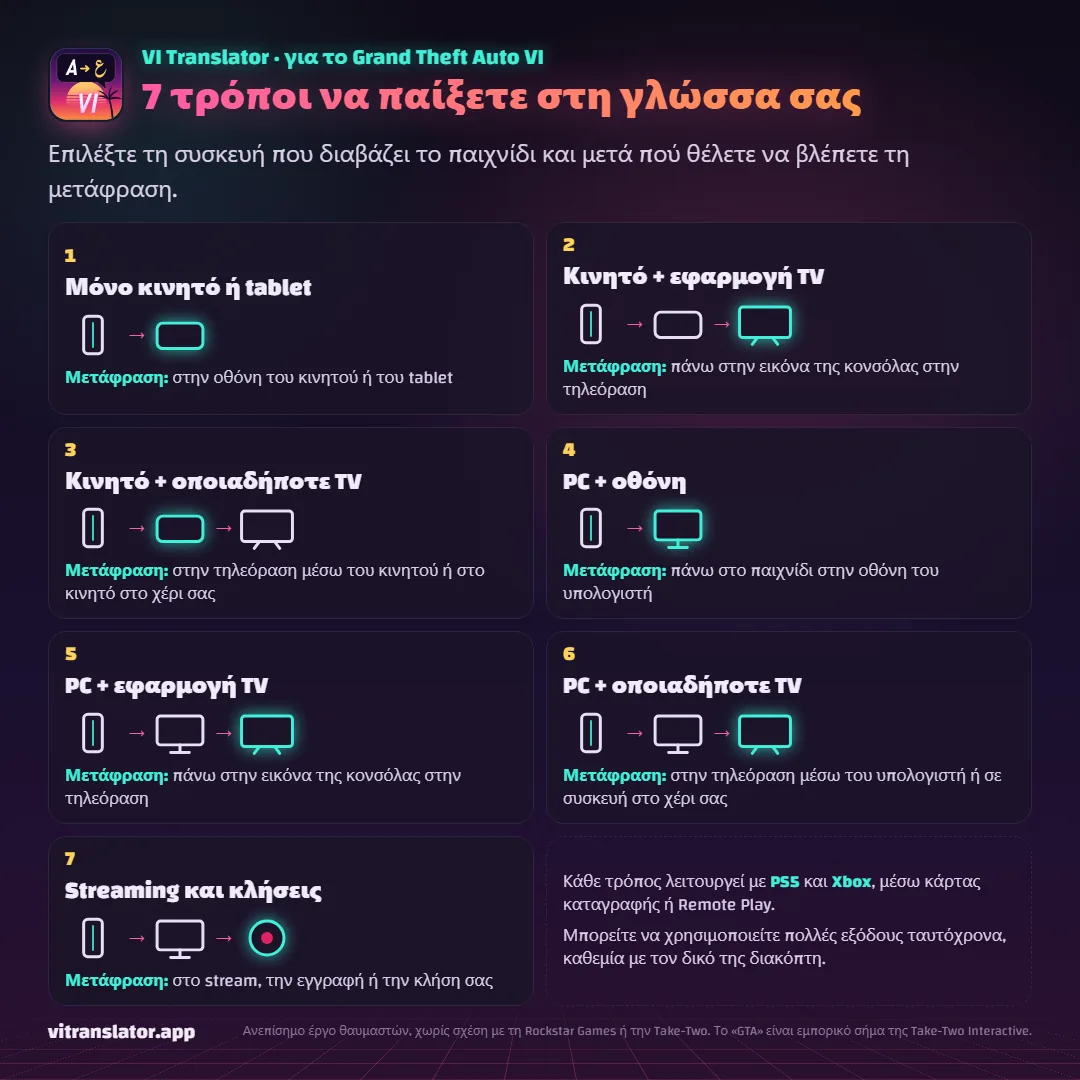 A→ع
VI
VI Translator · για το Grand Theft Auto VI
7 τρόποι να παίξετε στη γλώσσα σας
Επιλέξτε τη συσκευή που διαβάζει το παιχνίδι και μετά πού θέλετε να βλέπετε τη
μετάφραση.
1
Μόνο κινητό ή tablet
→
Μετάφραση: στην οθόνη του κινητού ή του tablet
2
Κινητό + εφαρμογή TV
→ →
Μετάφραση: πάνω στην εικόνα της κονσόλας στην
τηλεόραση
3
Κινητό + οποιαδήποτε TV
→ →
Μετάφραση: στην τηλεόραση μέσω του κινητού ή στο
κινητό στο χέρι σας
4
PC + οθόνη
→
Μετάφραση: πάνω στο παιχνίδι στην οθόνη του
υπολογιστή
5
PC + εφαρμογή TV
→ →
Μετάφραση: πάνω στην εικόνα της κονσόλας στην
τηλεόραση
6
PC + οποιαδήποτε TV
→ →
Μετάφραση: στην τηλεόραση μέσω του υπολογιστή ή σε
συσκευή στο χέρι σας
7
Streaming και κλήσεις
→ →
Μετάφραση: στο stream, την εγγραφή ή την κλήση σας
Κάθε τρόπος λειτουργεί με PS5 και Xbox, μέσω κάρτας
καταγραφής ή Remote Play.
Μπορείτε να χρησιμοποιείτε πολλές εξόδους ταυτόχρονα,
καθεμία με τον δικό της διακόπτη.
vitranslator.app
Ανεπίσημο έργο θαυμαστών, χωρίς σχέση με τη Rockstar Games ή την Take-Two. Το «GTA» είναι εμπορικό σήμα της Take-Two Interactive.